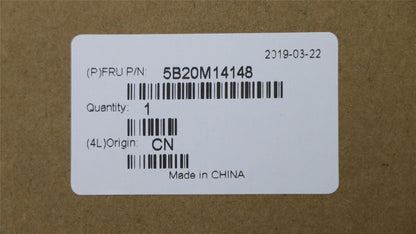 2019-03-22
(P)FRU P/N: 5B20M14148
Quantity: 1
(4L)Origin: CN
Made in CHINA